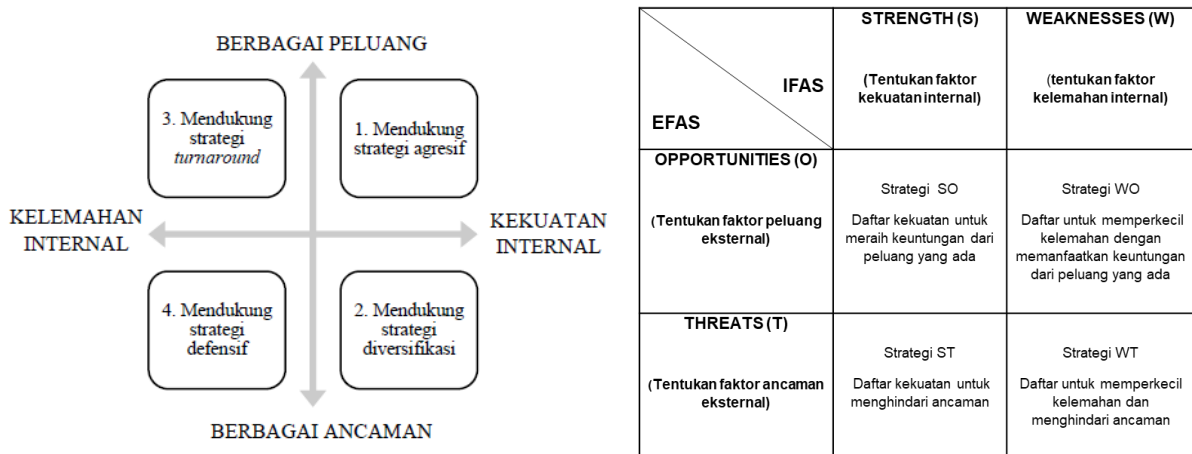 BERBAGAI PELUANG
3. Mendukung
strategi
turnaround
1. Mendukung
strategi agresif
KELEMAHAN
INTERNAL
KEKUATAN
INTERNAL
4. Mendukung
strategi
defensif
2. Mendukung
strategi
diversifikasi
BERBAGAI ANCAMAN
IFAS
EFAS
STRENGTH (S)
(Tentukan faktor
kekuatan internal)
WEAKNESSES (W)
(tentukan faktor
kelemahan internal)
OPPORTUNITIES (O)
(Tentukan faktor peluang
eksternal)
Strategi SO
Daftar kekuatan untuk
meraih keuntungan dari
peluang yang ada
Strategi WO
Daftar untuk memperkecil
kelemahan dengan
memanfaatkan keuntungan
dari peluang yang ada
THREATS (T)
(Tentukan faktor ancaman
eksternal)
Strategi ST
Daftar kekuatan untuk
menghindari ancaman
Strategi WT
Daftar untuk memperkecil
kelemahan dan
menghindari ancaman